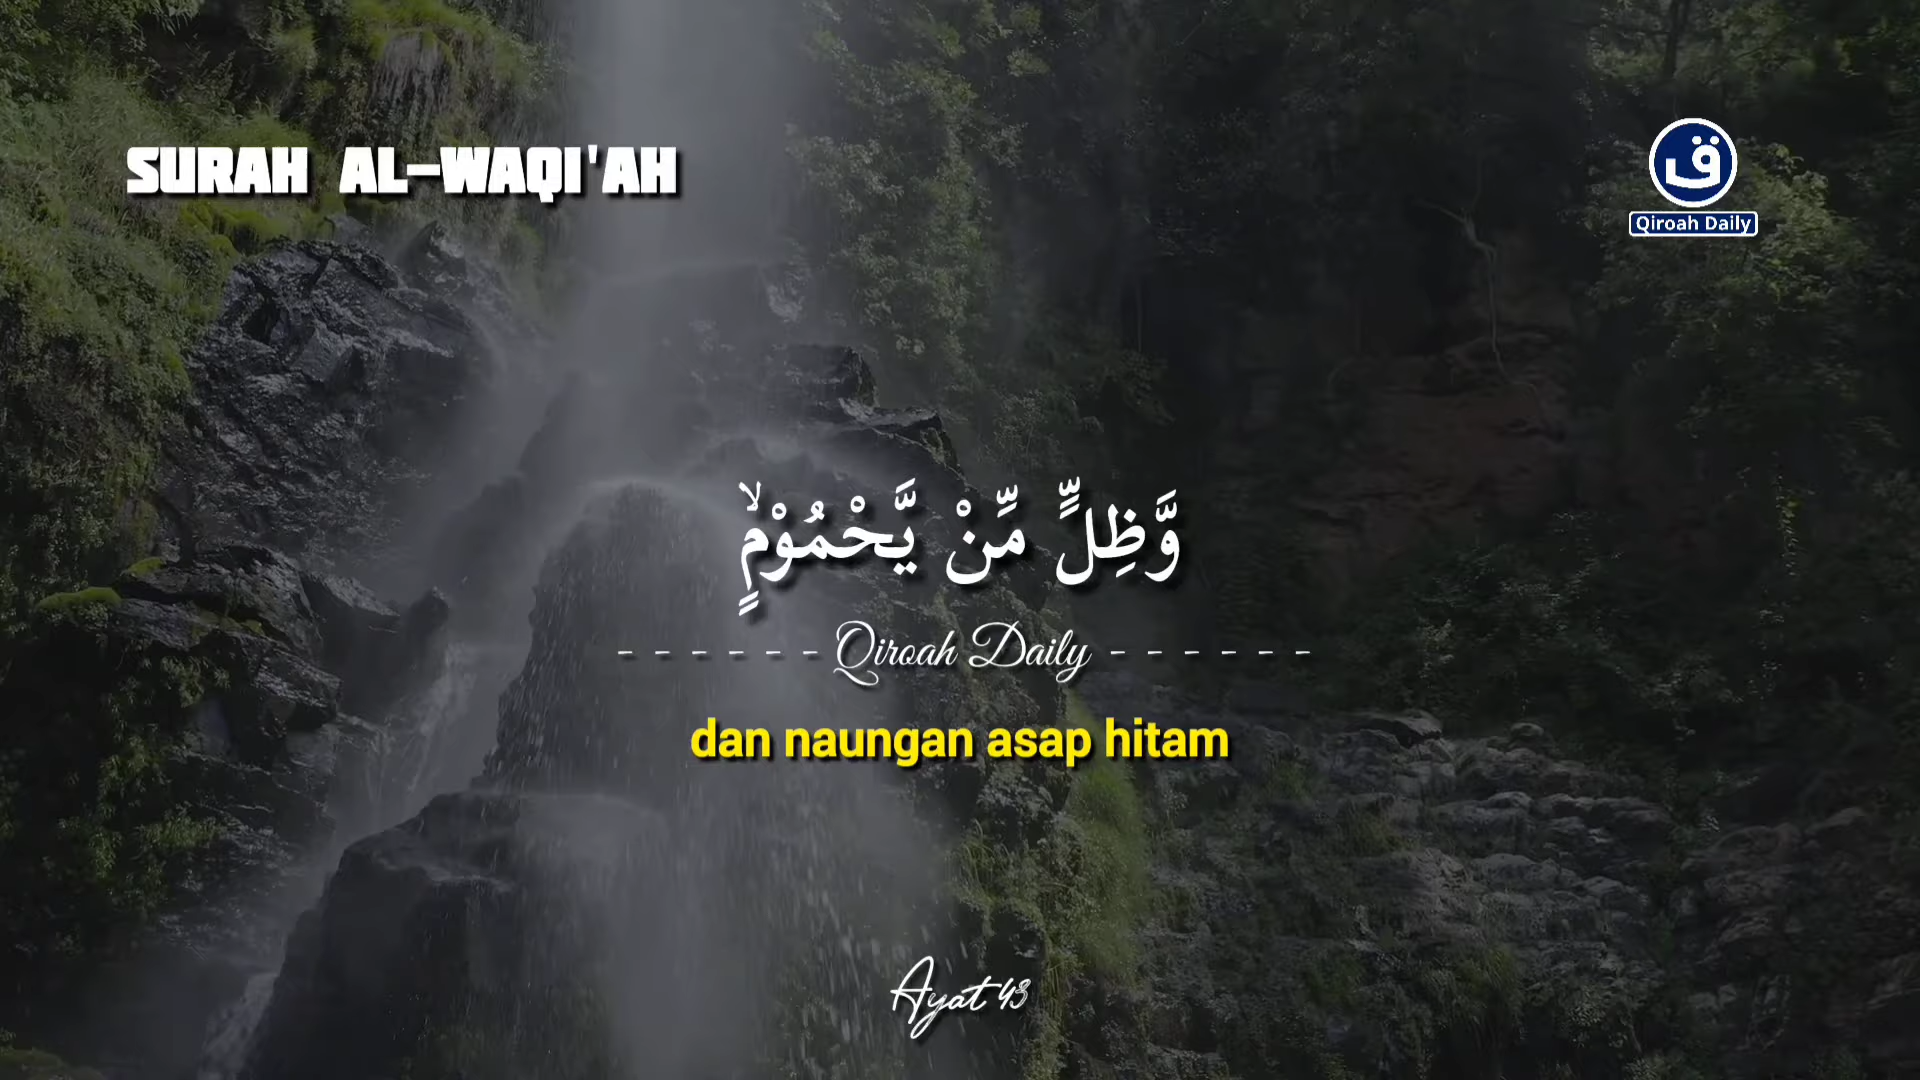 SURAH AL-WAQI'AH
ق
Qiroah Daily
وَّظِلٍّ مِّنْ يَّحْمُوْمٍۙ
- - - - - - Qiroah Daily - - - - - -
dan naungan asap hitam
Ayat 43